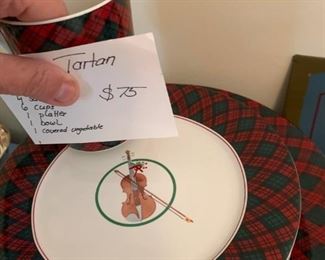 Tartan
$75
6 cups
1 platter
1 bowl
1 covered vegetable